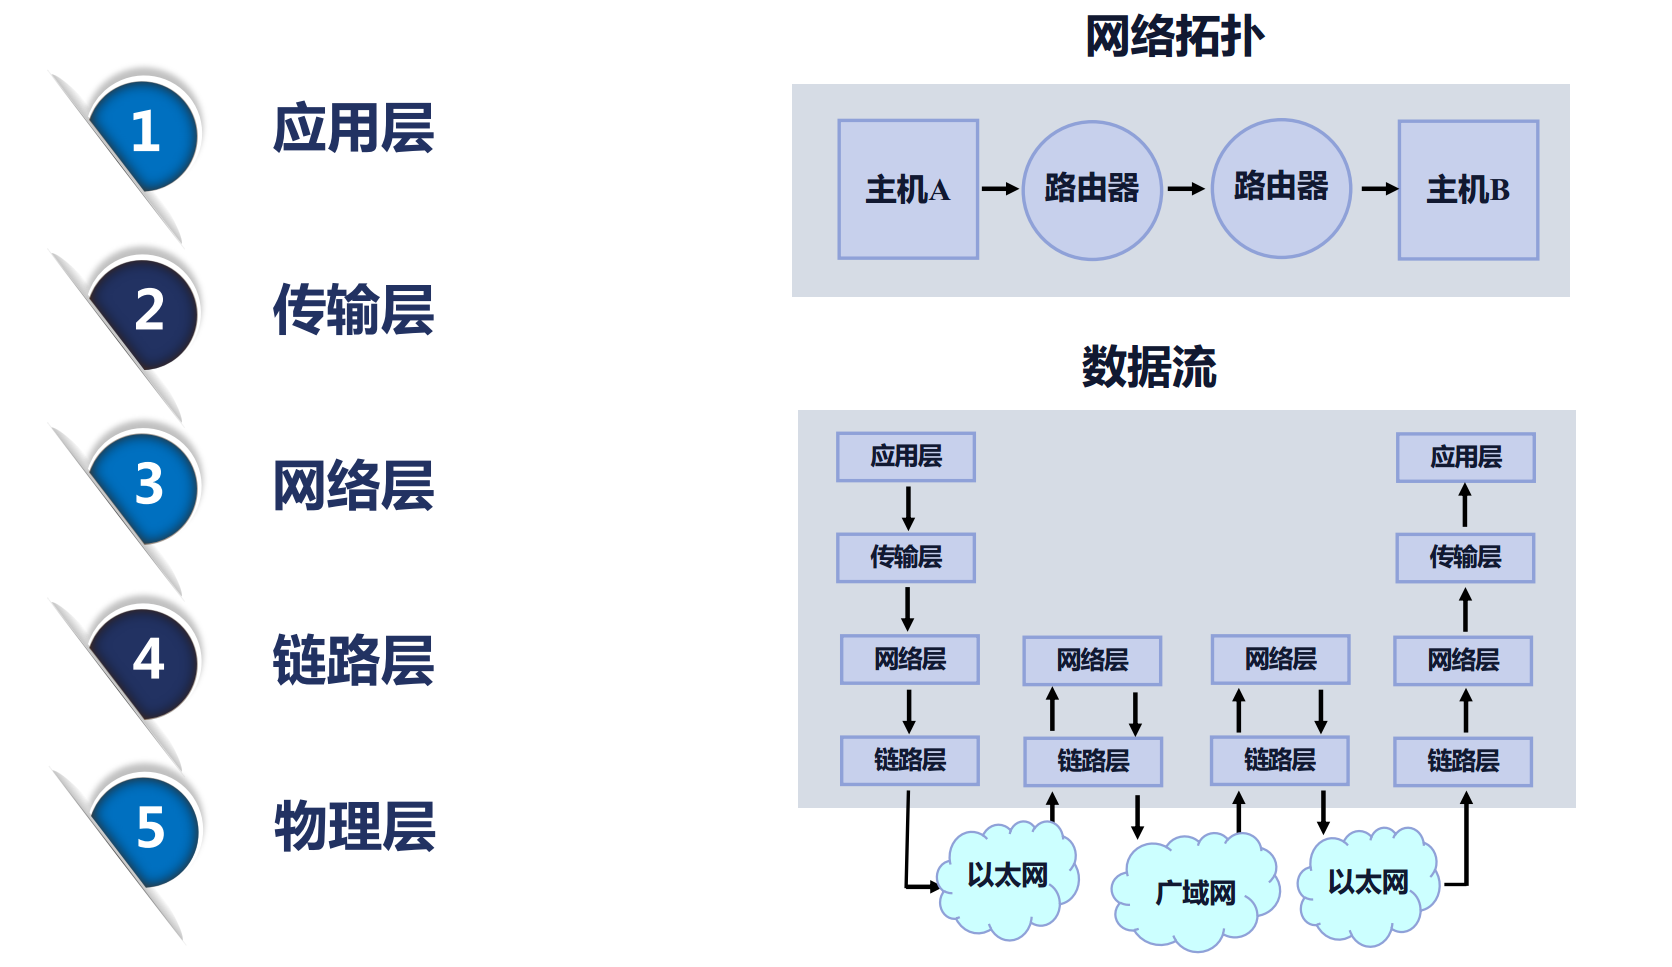 1
应用层
2
传输层
3
网络层
4
链路层
5
物理层
网络拓扑
主机A
路由器
路由器
主机B
数据流
应用层
应用层
传输层
传输层
网络层
网络层
网络层
网络层
链路层
链路层
链路层
链路层
以太网
广域网
以太网